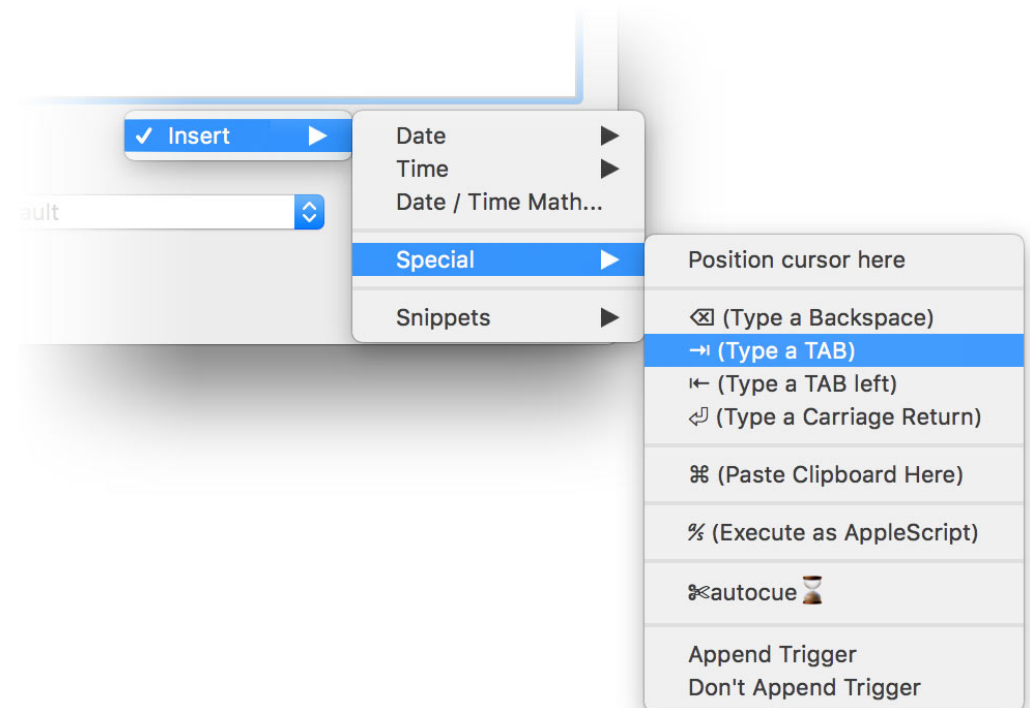 ✓ Insert ▶
Date ▶
Time ▶
Date / Time Math...
ault
Special ▶
Snippets ▶
Position cursor here
⌫ (Type a Backspace)
⇥ (Type a TAB)
⇤ (Type a TAB left)
⏎ (Type a Carriage Return)
⌘ (Paste Clipboard Here)
⅍ (Execute as AppleScript)
✄autocue⌛
Append Trigger
Don't Append Trigger